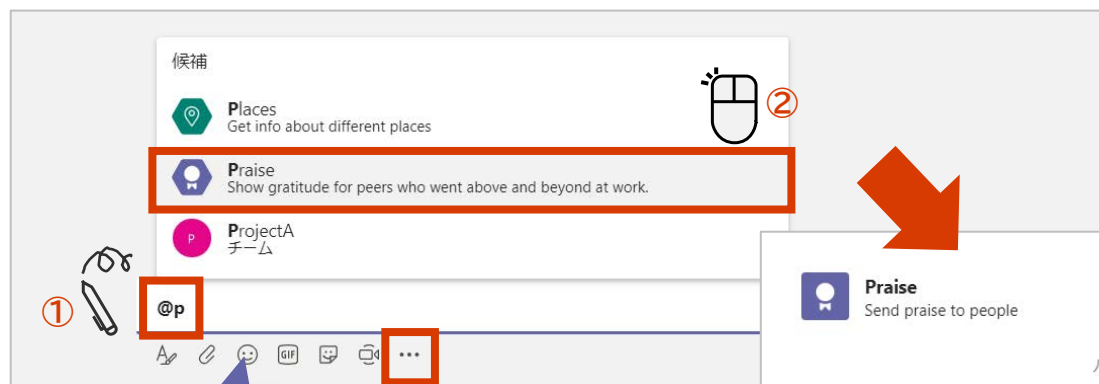 候補
Places
Get info about different places
②
Praise
Show gratitude for peers who went above and beyond at work.
P
ProjectA
チーム
①
@p
GIF
Praise
Send praise to people